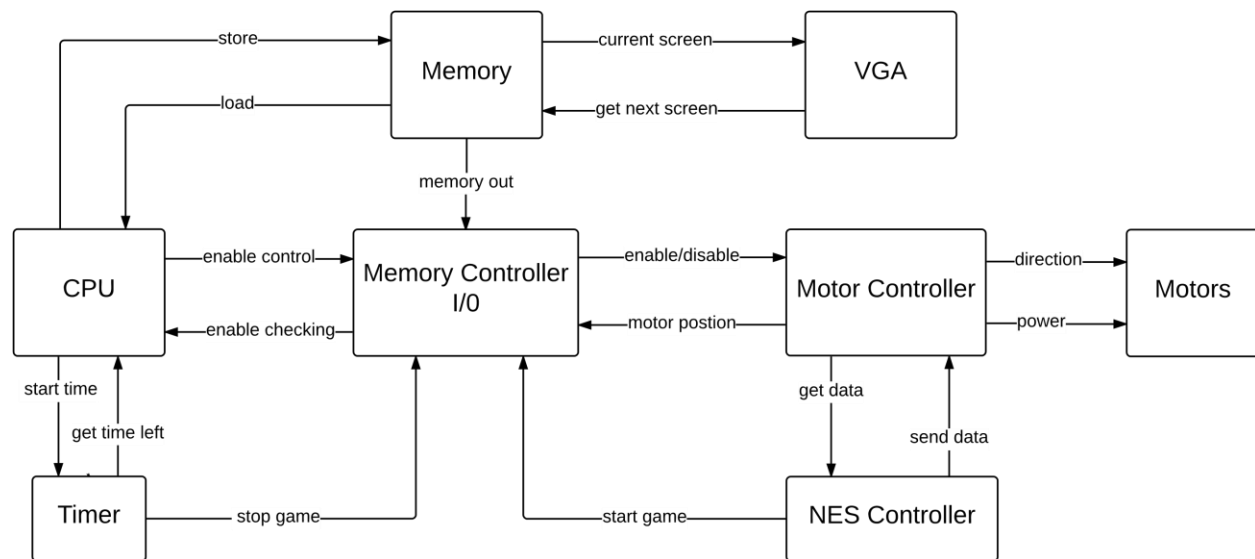 store
Memory
current screen
VGA
load
get next screen
memory out
CPU
enable control
Memory Controller
I/0
enable/disable
Motor Controller
direction
Motors
enable checking
motor postion
power
start time
get data
get time left
send data
Timer
stop game
start game
NES Controller